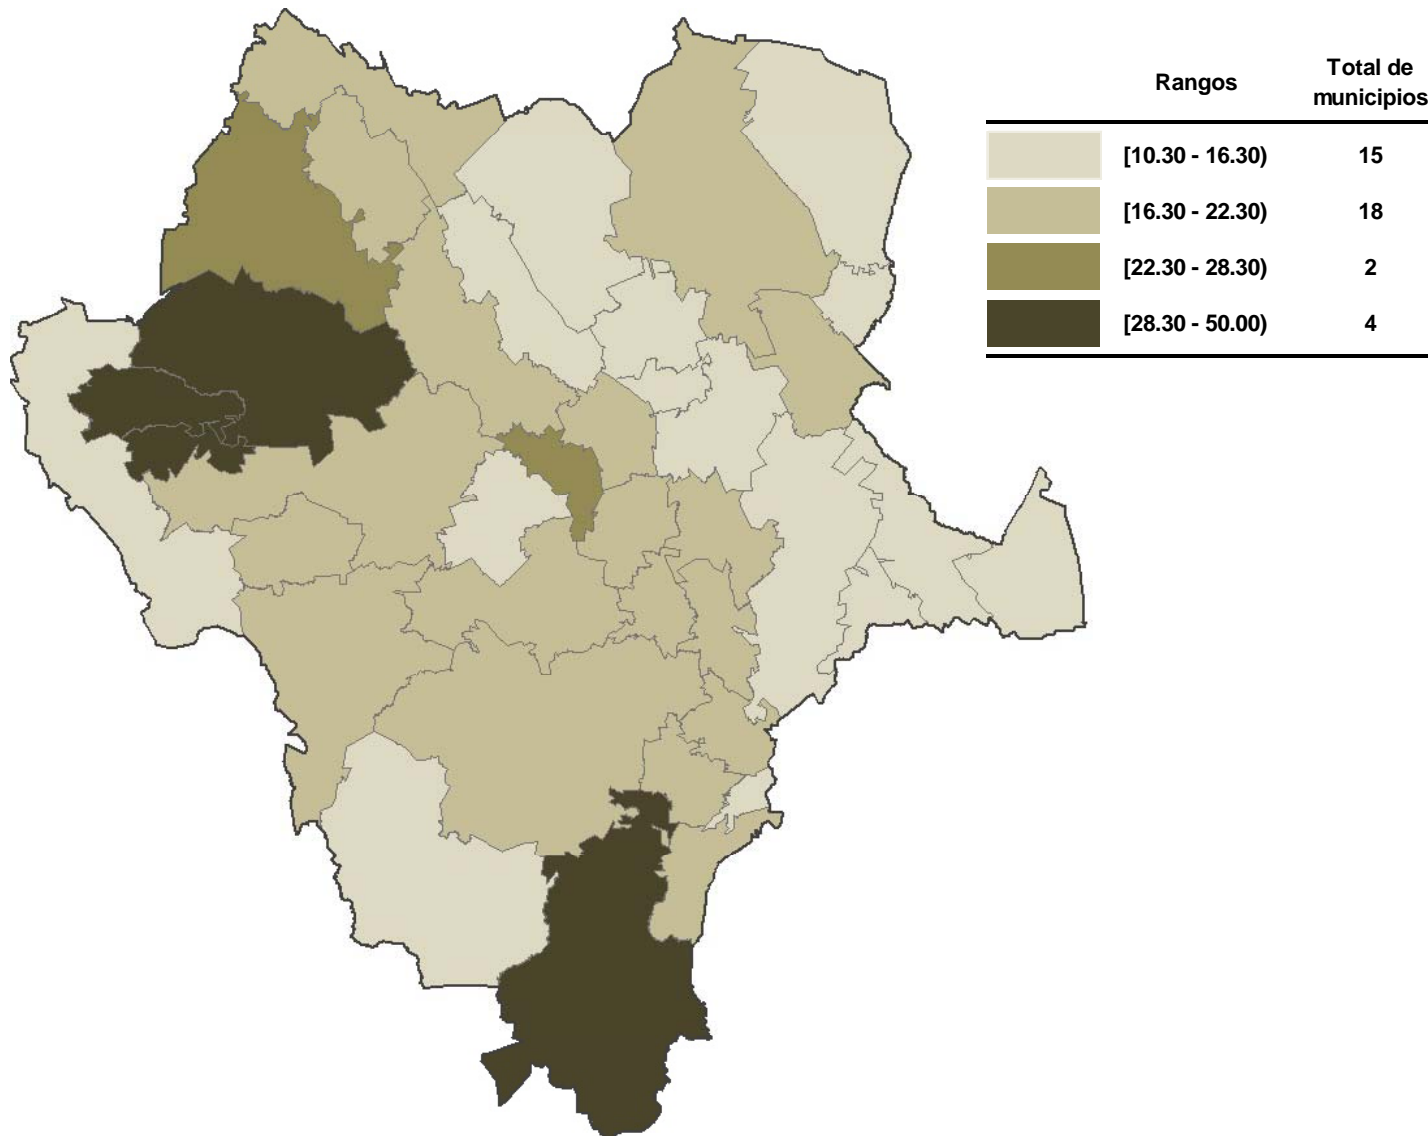 Rangos Total de municipios
[10.30 - 16.30) 15
[16.30 - 22.30) 18
[22.30 - 28.30) 2
[28.30 - 50.00) 4